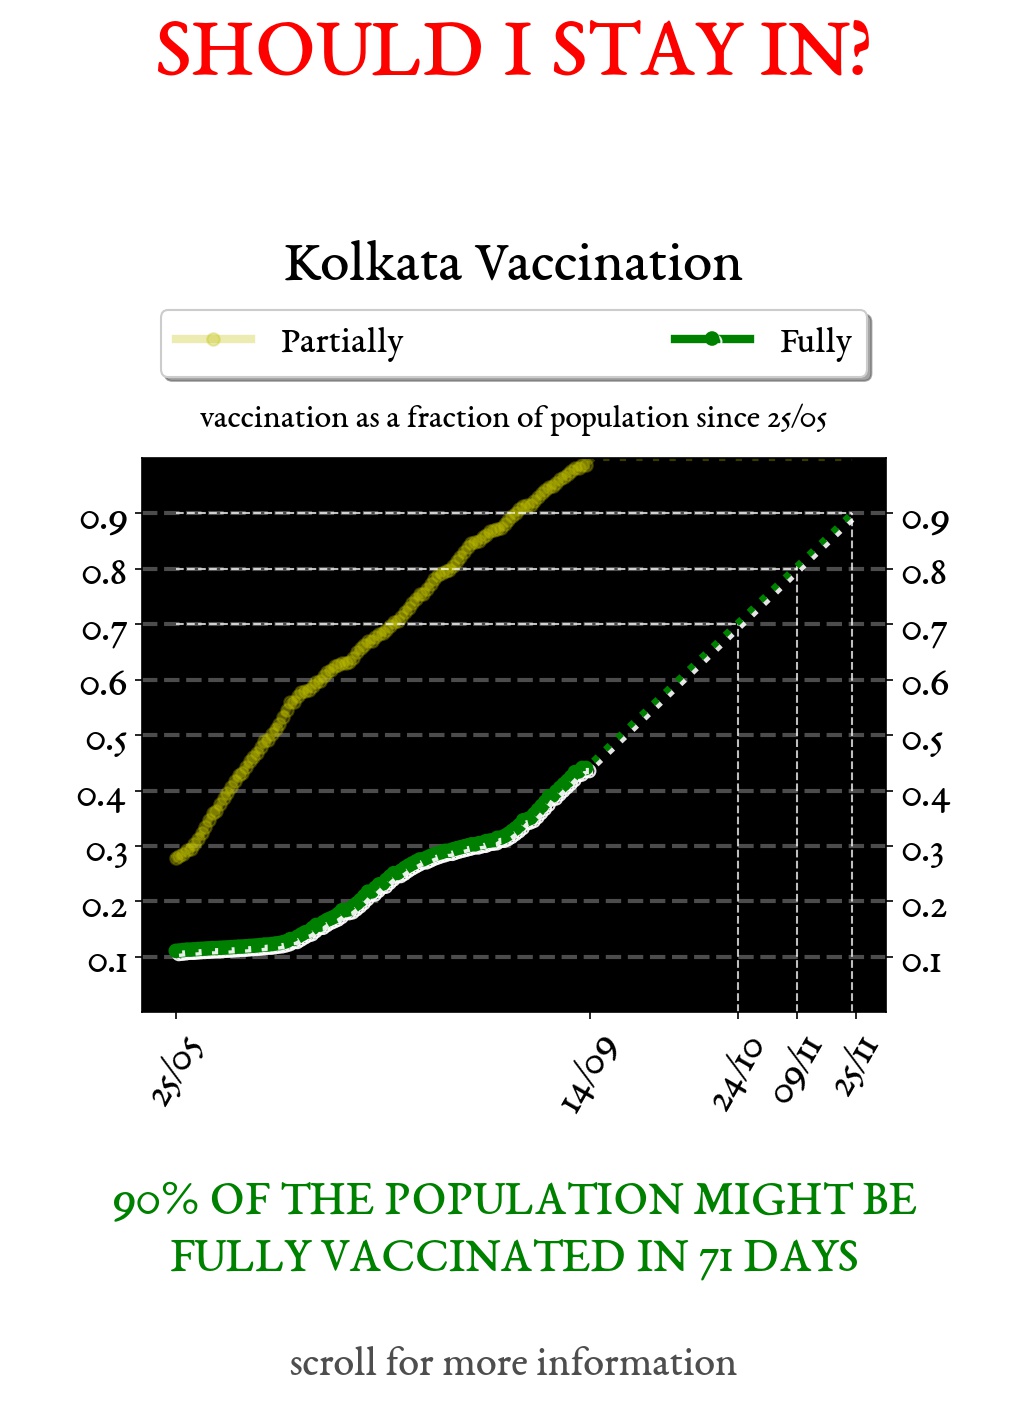 SHOULD I STAY IN?
Kolkata Vaccination
Partially Fully
vaccination as a fraction of population since 25/05
0.9 0.9
0.8 0.8
0.7 0.7
0.6 0.6
0.5 0.5
0.4 0.4
0.3 0.3
0.2 0.2
0.1 0.1
25/05 14/09 24/10 09/11 25/11
90% OF THE POPULATION MIGHT BE
FULLY VACCINATED IN 71 DAYS
scroll for more information